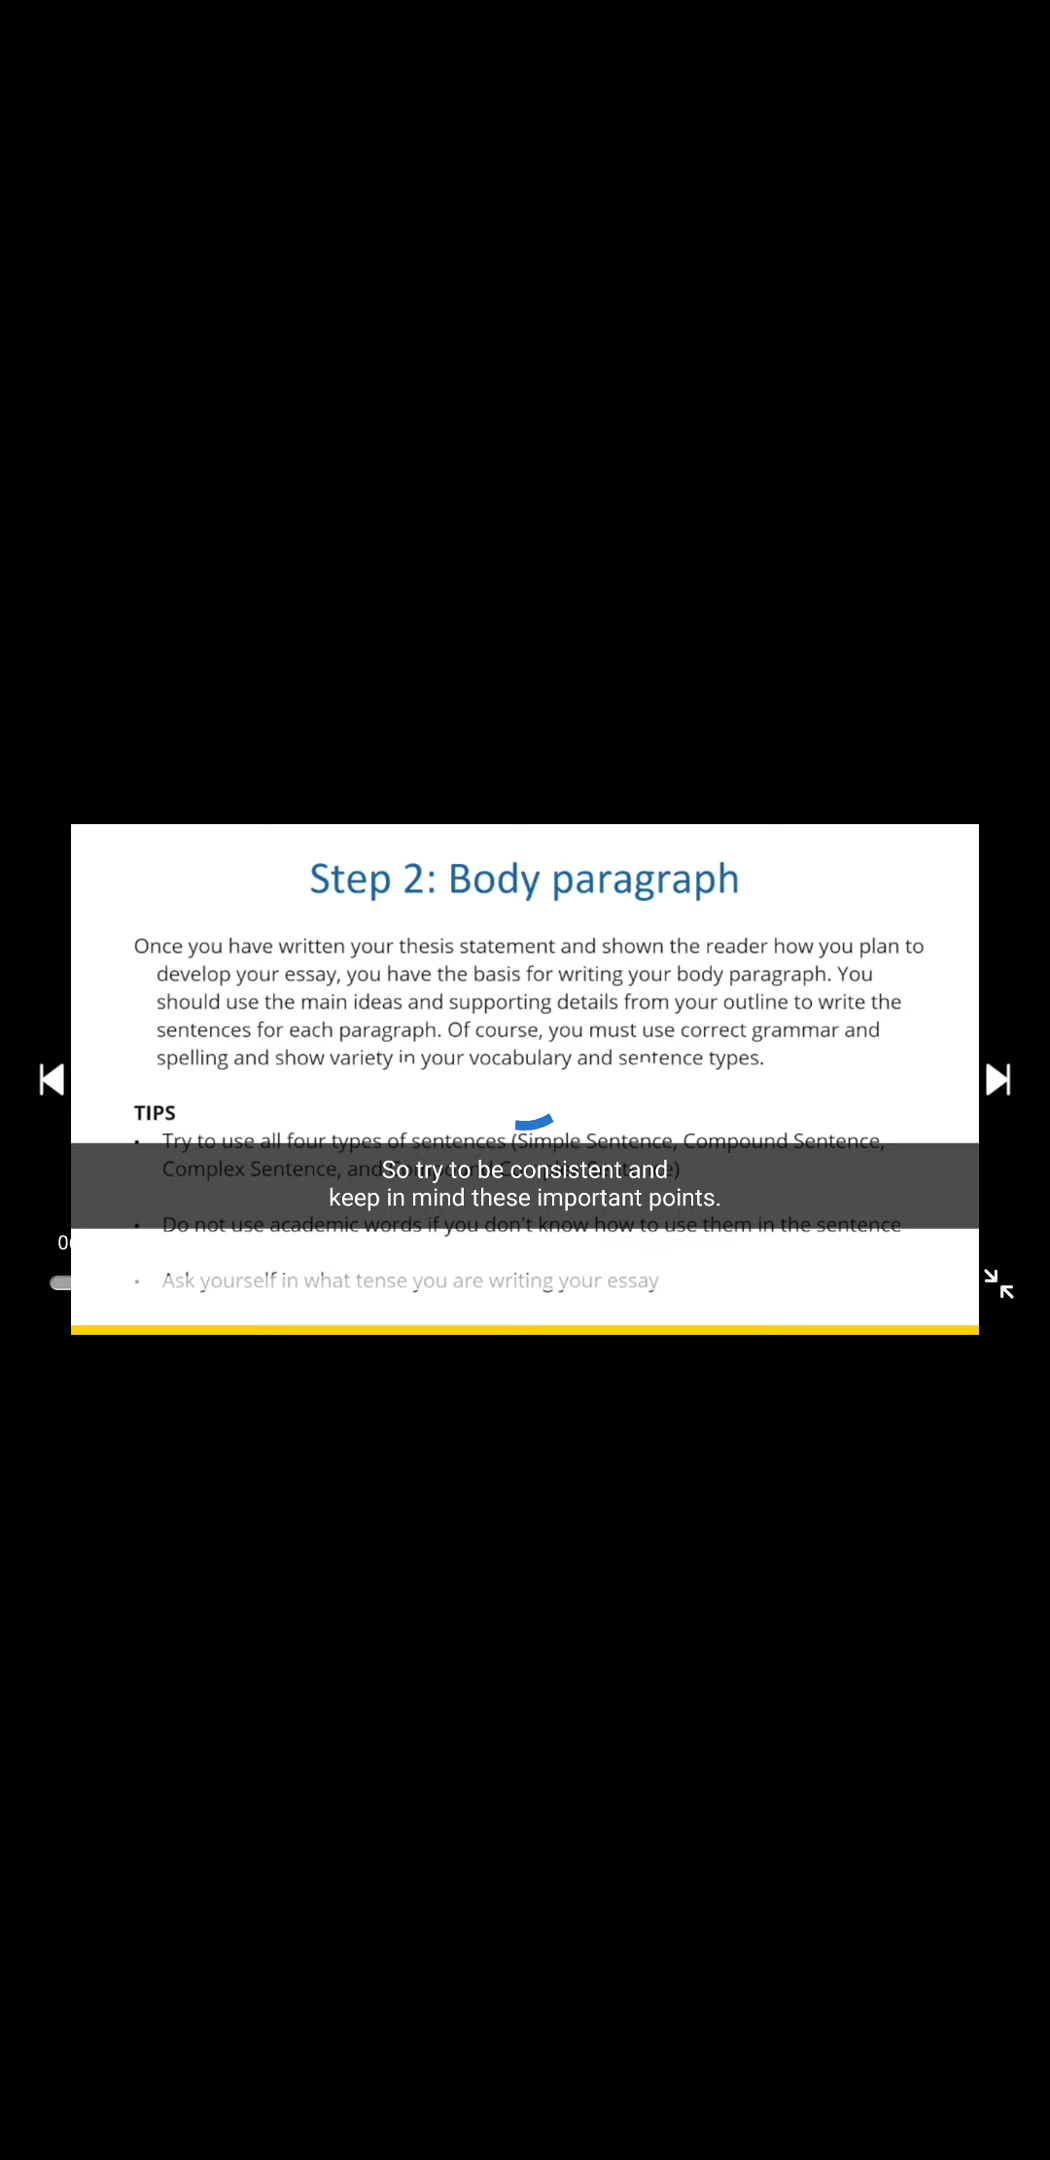 Step 2: Body paragraph
Once you have written your thesis statement and shown the reader how you plan to
develop your essay, you have the basis for writing your body paragraph. You
should use the main ideas and supporting details from your outline to write the
sentences for each paragraph. Of course, you must use correct grammar and
spelling and show variety in your vocabulary and sentence types.
TIPS
• Try to use all four types of sentences (Simple Sentence, Compound Sentence,
Complex Sentence, and
So try to be consistent and
keep in mind these important points.
• Do not use academic words if you don't know how to use them in the sentence
• Ask yourself in what tense you are writing your essay